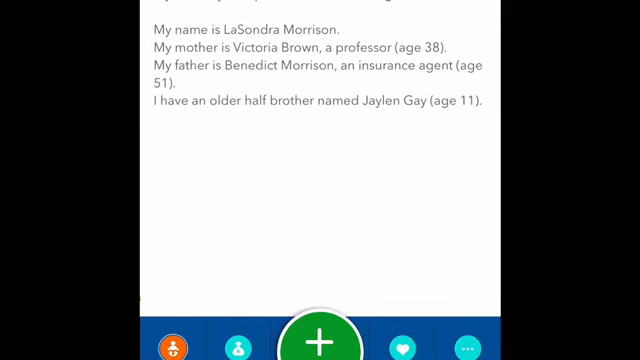 My name is LaSondra Morrison.
My mother is Victoria Brown, a professor (age 38).
My father is Benedict Morrison, an insurance agent (age
51).
I have an older half brother named Jaylen Gay (age 11).